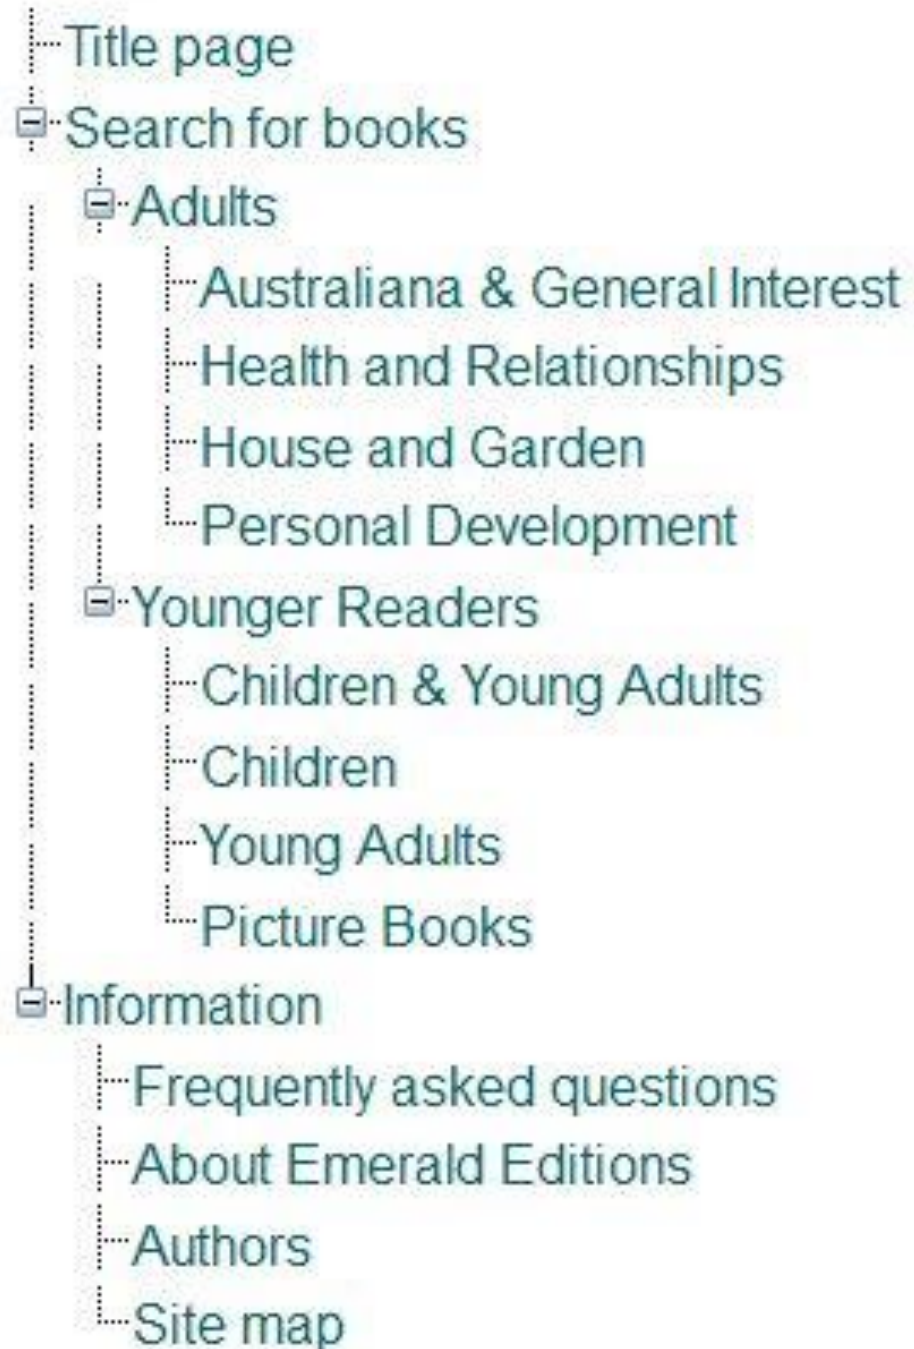 Title page
Search for books
Adults
Australiana & General Interest
Health and Relationships
House and Garden
Personal Development
Younger Readers
Children & Young Adults
Children
Young Adults
Picture Books
Information
Frequently asked questions
About Emerald Editions
Authors
Site map